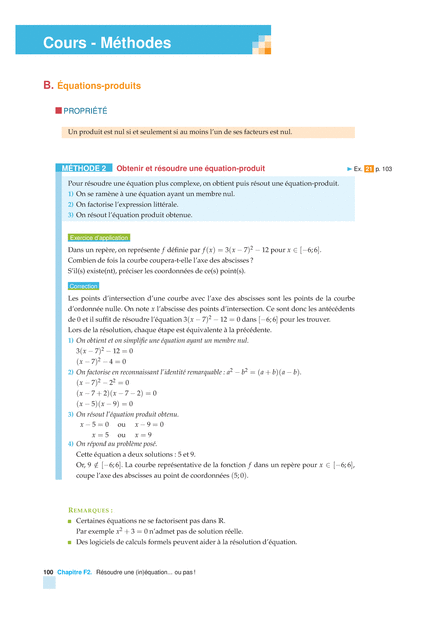 Cours - Méthodes
B. Équations-produits
PROPRIÉTÉ
Un produit est nul si et seulement si au moins l'un de ses facteurs est nul.
MÉTHODE 2 Obtenir et résoudre une équation-produit ► Ex. 21 p. 103
Pour résoudre une équation plus complexe, on obtient puis résout une équation-produit.
1) On se ramène à une équation ayant un membre nul.
2) On factorise l'expression littérale.
3) On résout l'équation produit obtenue.
Exercice d'application
Dans un repère, on représente f définie par f(x) = 3(x − 7)² − 12 pour x ∈ [−6;6].
Combien de fois la courbe coupera-t-elle l'axe des abscisses ?
S'il(s) existe(nt), préciser les coordonnées de ce(s) point(s).
Correction
Les points d'intersection d'une courbe avec l'axe des abscisses sont les points de la courbe
d'ordonnée nulle. On note x l'abscisse des points d'intersection. Ce sont donc les antécédents
de 0 et il suffit de résoudre l'équation 3(x − 7)² − 12 = 0 dans [−6;6] pour les trouver.
Lors de la résolution, chaque étape est équivalente à la précédente.
1) On obtient et on simplifie une équation ayant un membre nul.
3(x − 7)² − 12 = 0
(x − 7)² − 4 = 0
2) On factorise en reconnaissant l'identité remarquable : a² − b² = (a + b)(a − b).
(x − 7)² − 2² = 0
(x − 7 + 2)(x − 7 − 2) = 0
(x − 5)(x − 9) = 0
3) On résout l'équation produit obtenu.
x − 5 = 0 ou x − 9 = 0
x = 5 ou x = 9
4) On répond au problème posé.
Cette équation a deux solutions : 5 et 9.
Or, 9 ∉ [−6;6]. La courbe représentative de la fonction f dans un repère pour x ∈ [−6;6],
coupe l'axe des abscisses au point de coordonnées (5;0).
REMARQUES :
Certaines équations ne se factorisent pas dans ℝ.
Par exemple x² + 3 = 0 n'admet pas de solution réelle.
Des logiciels de calculs formels peuvent aider à la résolution d'équation.
100 Chapitre F2. Résoudre une (in)équation... ou pas !